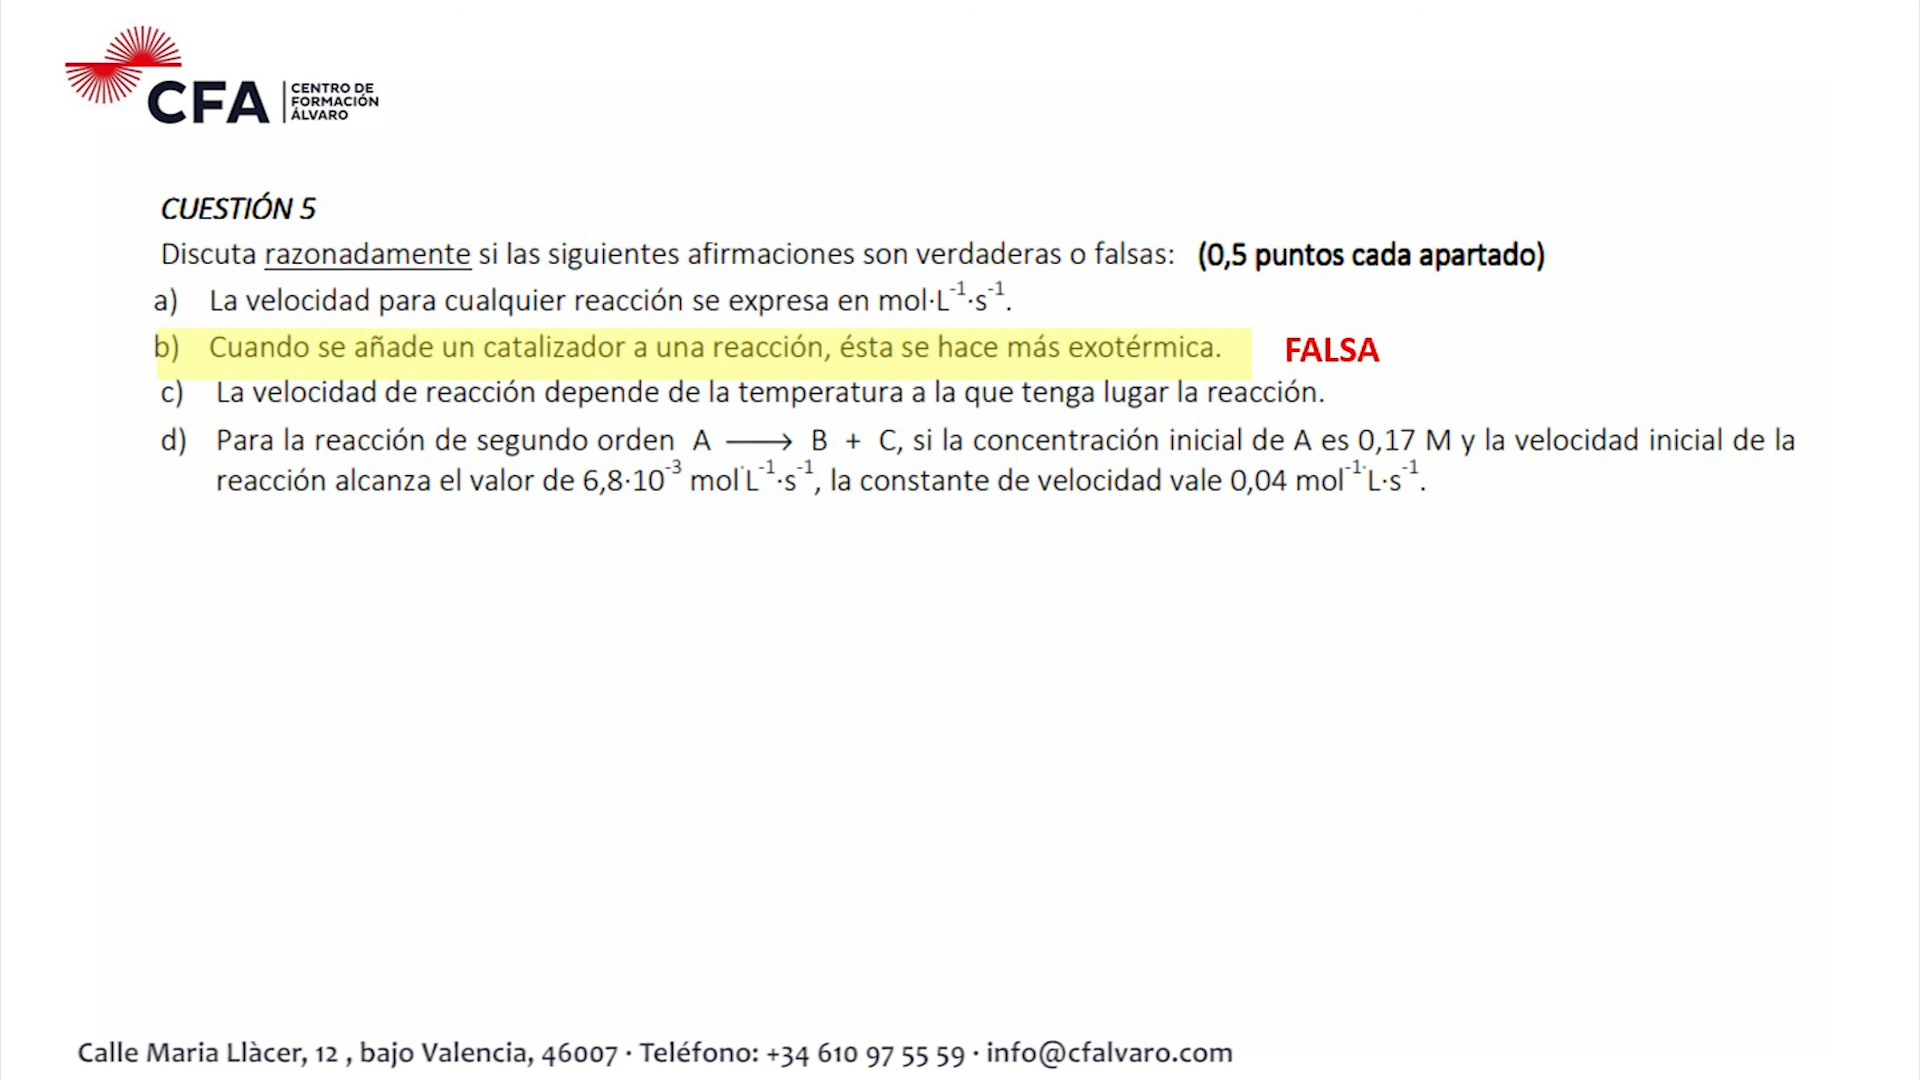 CFA
CENTRO DE
FORMACIÓN
ÁLVARO
CUESTIÓN 5
Discuta razonadamente si las siguientes afirmaciones son verdaderas o falsas: (0,5 puntos cada apartado)
a) La velocidad para cualquier reacción se expresa en mol·L⁻¹·s⁻¹.
b) Cuando se añade un catalizador a una reacción, ésta se hace más exotérmica. FALSA
c) La velocidad de reacción depende de la temperatura a la que tenga lugar la reacción.
d) Para la reacción de segundo orden A ⟶ B + C, si la concentración inicial de A es 0,17 M y la velocidad inicial de la
reacción alcanza el valor de 6,8·10⁻³ mol·L⁻¹·s⁻¹, la constante de velocidad vale 0,04 mol⁻¹·L·s⁻¹.
Calle Maria Llàcer, 12 , bajo Valencia, 46007 · Teléfono: +34 610 97 55 59 · info@cfalvaro.com